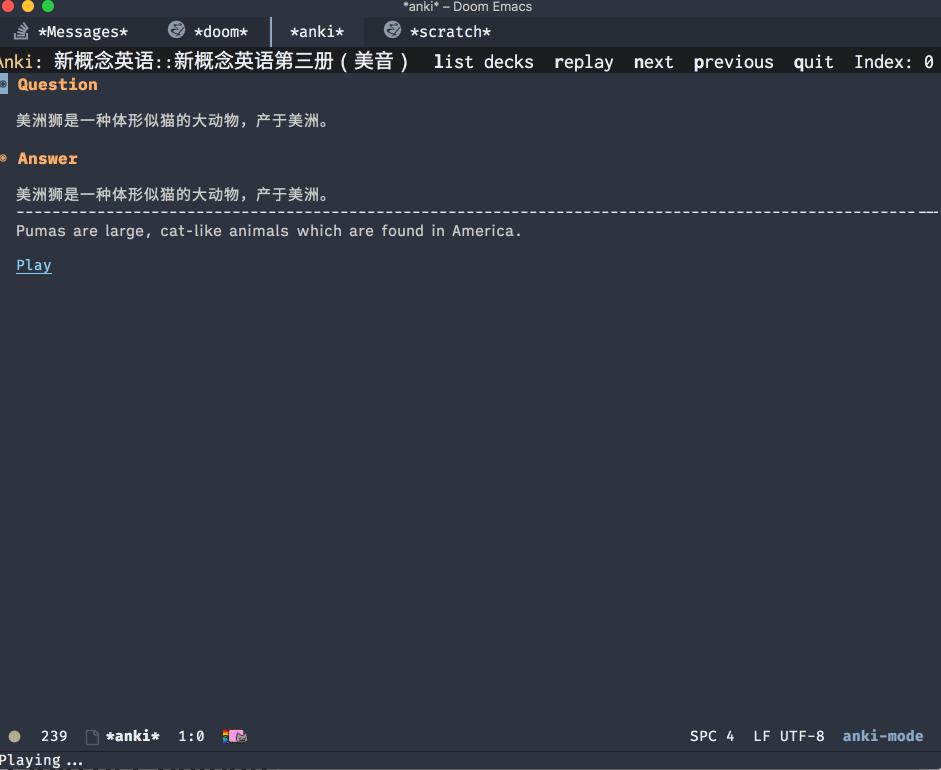 *anki* – Doom Emacs
*Messages* *doom* *anki* *scratch*
Anki: 新概念英语::新概念英语第三册（美音） list decks replay next previous quit Index: 0
Question
美洲狮是一种体形似猫的大动物，产于美洲。
Answer
美洲狮是一种体形似猫的大动物，产于美洲。
Pumas are large, cat-like animals which are found in America.
Play
239 *anki* 1:0 SPC 4 LF UTF-8 anki-mode
Playing ...